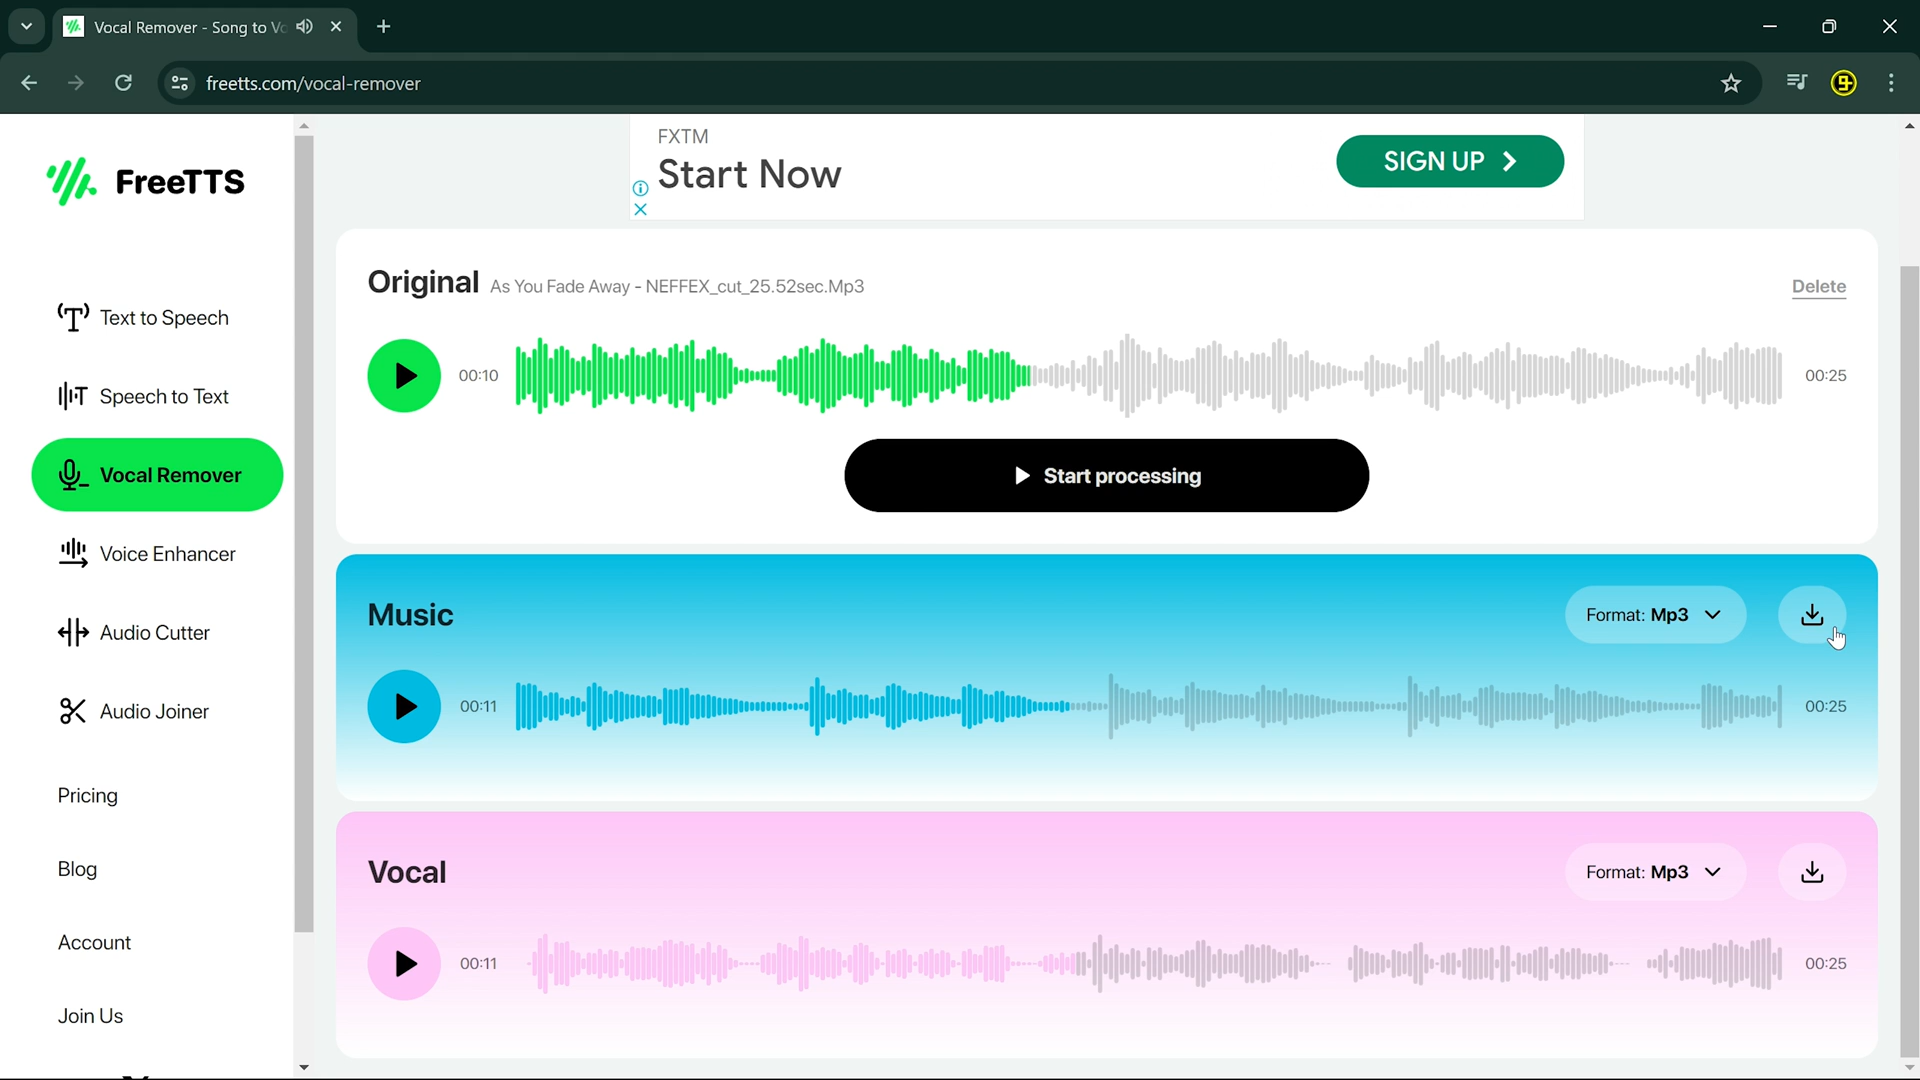 Vocal Remover - Song to Vo
freetts.com/vocal-remover
FreeTTS
Text to Speech
Speech to Text
Vocal Remover
Voice Enhancer
Audio Cutter
Audio Joiner
Pricing
Blog
Account
Join Us
FXTM
Start Now
SIGN UP
Original As You Fade Away - NEFFEX_cut_25.52sec.Mp3
Delete
00:10
00:25
Start processing
Music
Format: Mp3
00:11
00:25
Vocal
Format: Mp3
00:11
00:25